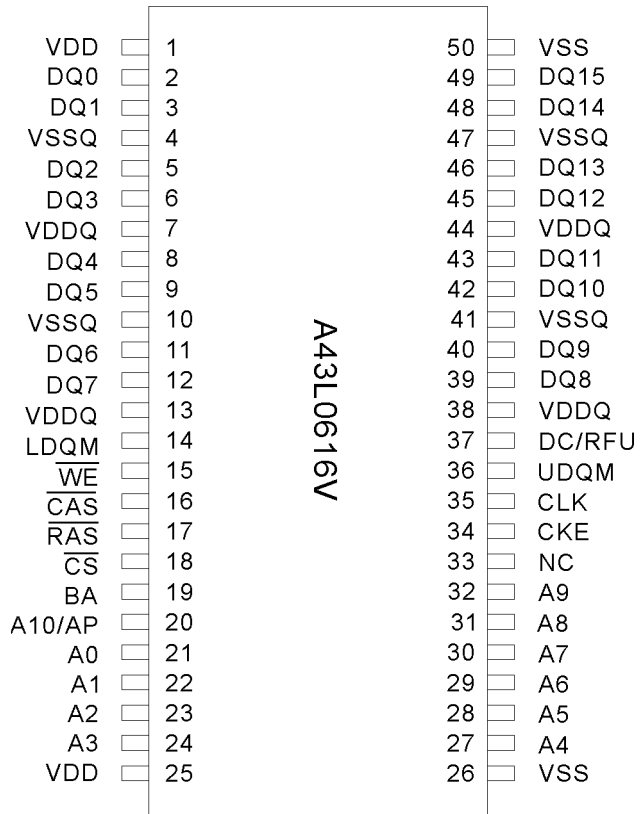 VDD 1 50 VSS
DQ0 2 49 DQ15
DQ1 3 48 DQ14
VSSQ 4 47 VSSQ
DQ2 5 46 DQ13
DQ3 6 45 DQ12
VDDQ 7 44 VDDQ
DQ4 8 43 DQ11
DQ5 9 42 DQ10
VSSQ 10 41 VSSQ
DQ6 11 40 DQ9
DQ7 12 39 DQ8
VDDQ 13 38 VDDQ
LDQM 14 37 DC/RFU
W̅E̅ 15 36 UDQM
C̅A̅S̅ 16 35 CLK
R̅A̅S̅ 17 34 CKE
C̅S̅ 18 33 NC
BA 19 32 A9
A10/AP 20 31 A8
A0 21 30 A7
A1 22 29 A6
A2 23 28 A5
A3 24 27 A4
VDD 25 26 VSS
A43L0616V